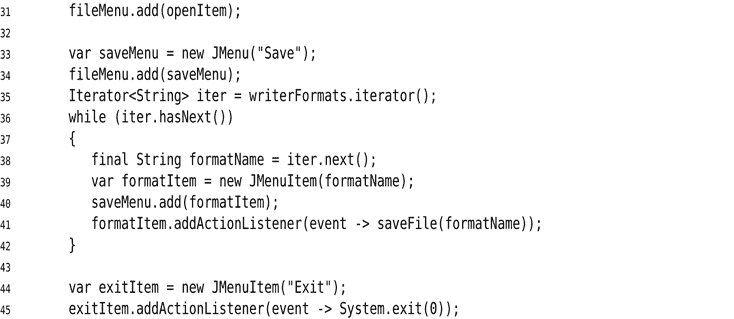 31 fileMenu.add(openItem);
32
33 var saveMenu = new JMenu("Save");
34 fileMenu.add(saveMenu);
35 Iterator<String> iter = writerFormats.iterator();
36 while (iter.hasNext())
37 {
38 final String formatName = iter.next();
39 var formatItem = new JMenuItem(formatName);
40 saveMenu.add(formatItem);
41 formatItem.addActionListener(event -> saveFile(formatName));
42 }
43
44 var exitItem = new JMenuItem("Exit");
45 exitItem.addActionListener(event -> System.exit(0));